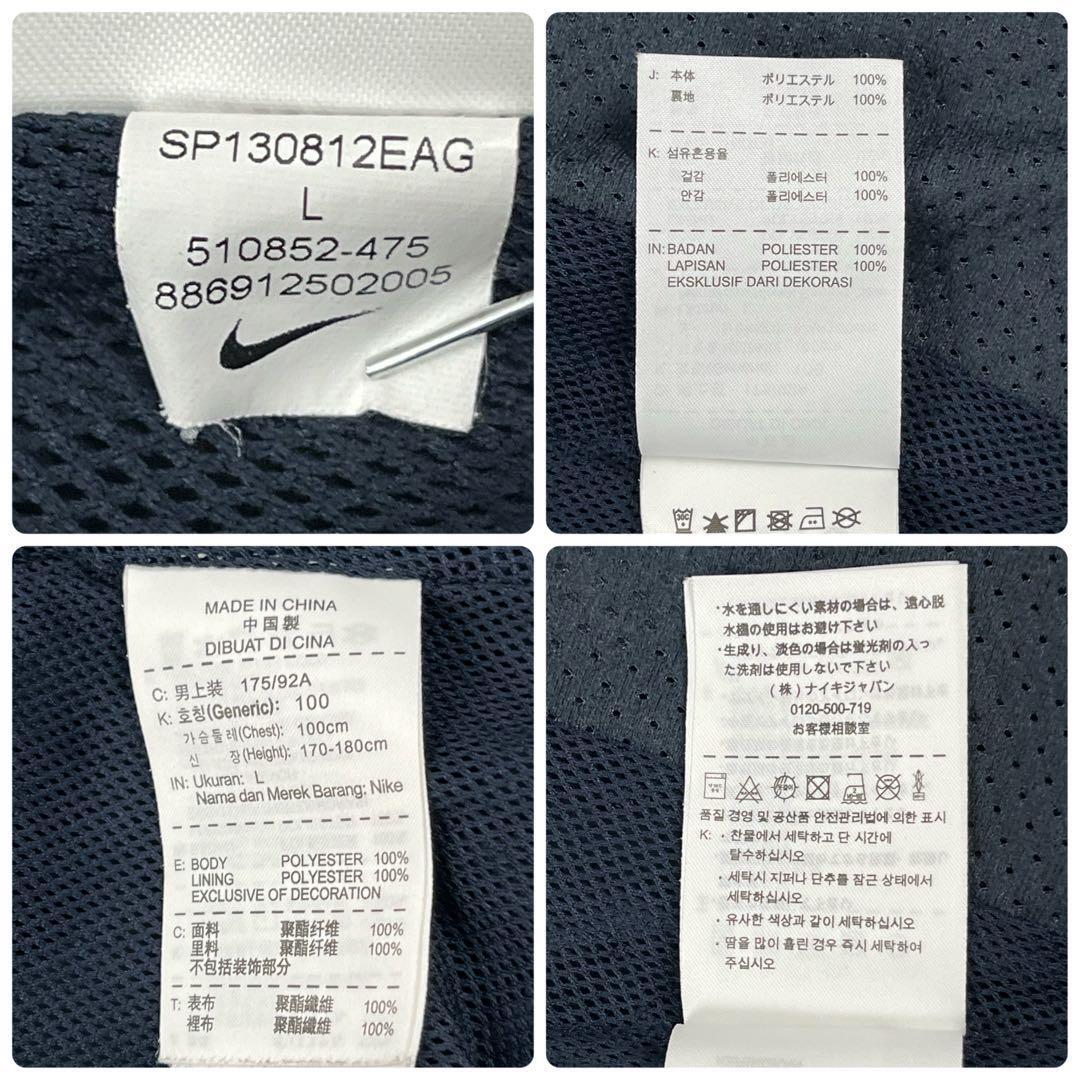 SP130812EAG
L
510852-475
886912502005
J: 本体 ポリエステル 100%
裏地 ポリエステル 100%
K: 섬유혼용율
겉감 폴리에스터 100%
안감 폴리에스터 100%
IN: BADAN POLIESTER 100%
LAPISAN POLIESTER 100%
EKSKLUSIF DARI DEKORASI
30C
MADE IN CHINA
中国製
DIBUAT DI CINA
C: 男上装 175/92A
K: 호칭(Generic): 100
가슴둘레(Chest): 100cm
신 장(Height): 170-180cm
IN: Ukuran: L
Nama dan Merek Barang: Nike
E: BODY POLYESTER 100%
LINING POLYESTER 100%
EXCLUSIVE OF DECORATION
C: 面料 聚酯纤维 100%
里料 聚酯纤维 100%
不包括装饰部分
T: 表布 聚酯纖維 100%
裡布 聚酯纖維 100%
・水を通しにくい素材の場合は、遠心脱
水機の使用はお避け下さい
・生成り、淡色の場合は蛍光剤の入っ
た洗剤は使用しないで下さい
(株)ナイキジャパン
0120-500-719
お客様相談室
품질 경영 및 공산품 안전관리법에 의한 표시
K: ・찬물에서 세탁하고 단 시간에
탈수하십시오
・세탁시 지퍼나 단추를 잠근 상태에서
세탁하십시오
・유사한 색상과 같이 세탁하십시오
・땀을 많이 흘린 경우 즉시 세탁하여
주십시오